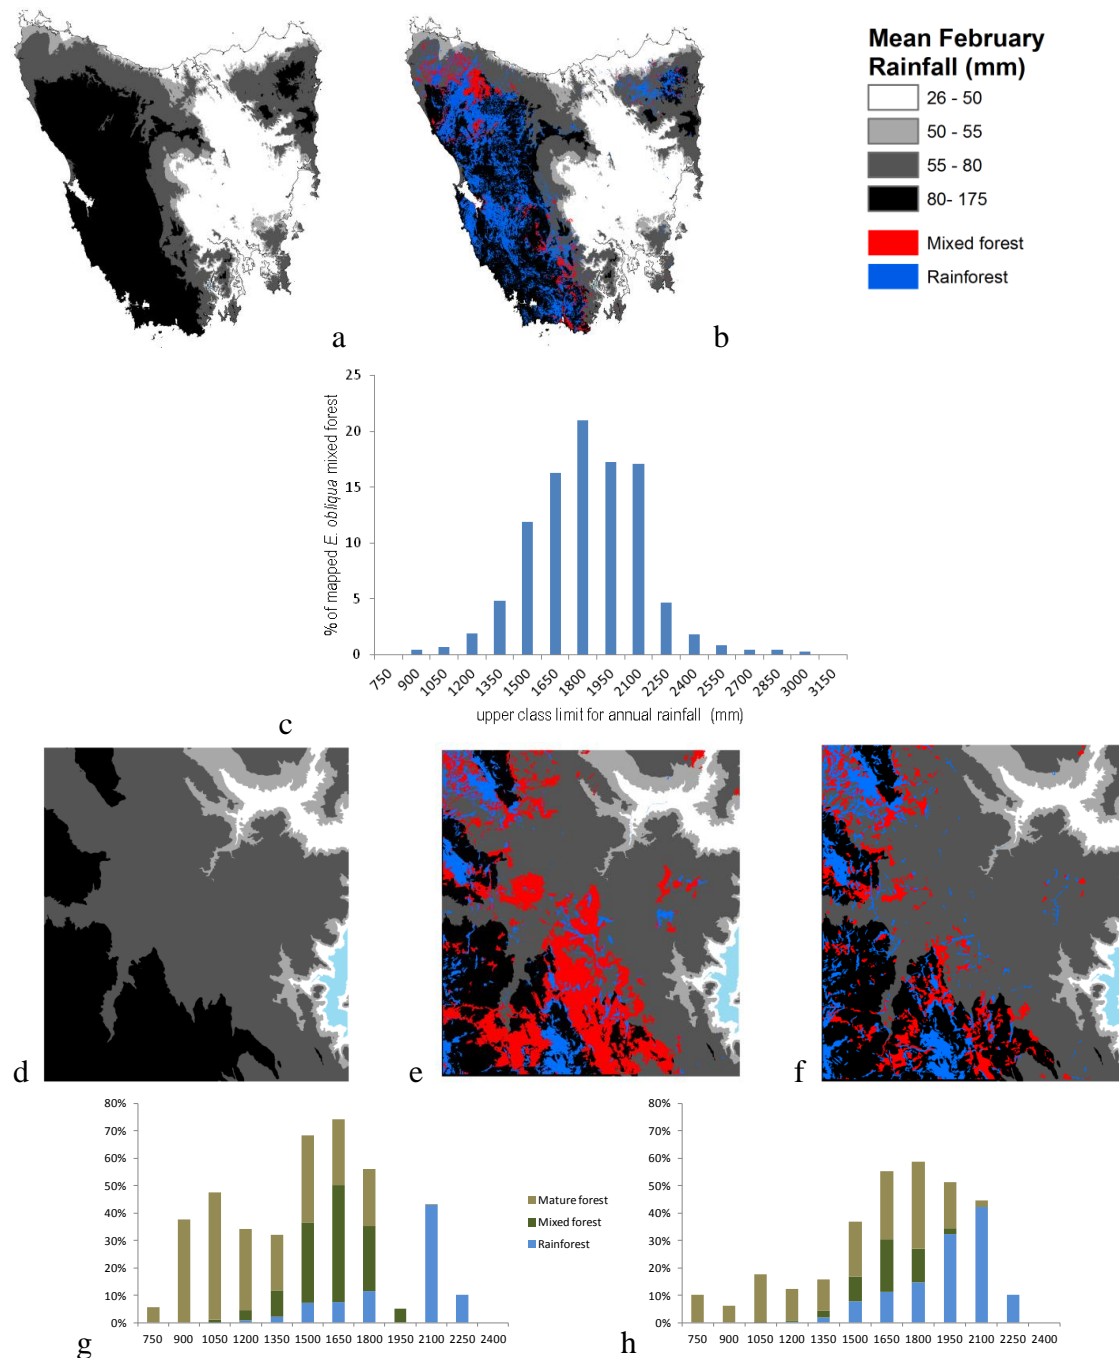 Mean February
Rainfall (mm)
26 - 50
50 - 55
55 - 80
80- 175
Mixed forest
Rainforest
a
b
25
20
15
10
5
0
% of mapped E. obliqua mixed forest
750 900 1050 1200 1350 1500 1650 1800 1950 2100 2250 2400 2550 2700 2850 3000 3150
upper class limit for annual rainfall (mm)
c
d
e
f
80%
70%
60%
50%
40%
30%
20%
10%
0%
750 900 1050 1200 1350 1500 1650 1800 1950 2100 2250 2400
Mature forest
Mixed forest
Rainforest
g
80%
70%
60%
50%
40%
30%
20%
10%
0%
750 900 1050 1200 1350 1500 1650 1800 1950 2100 2250 2400
h